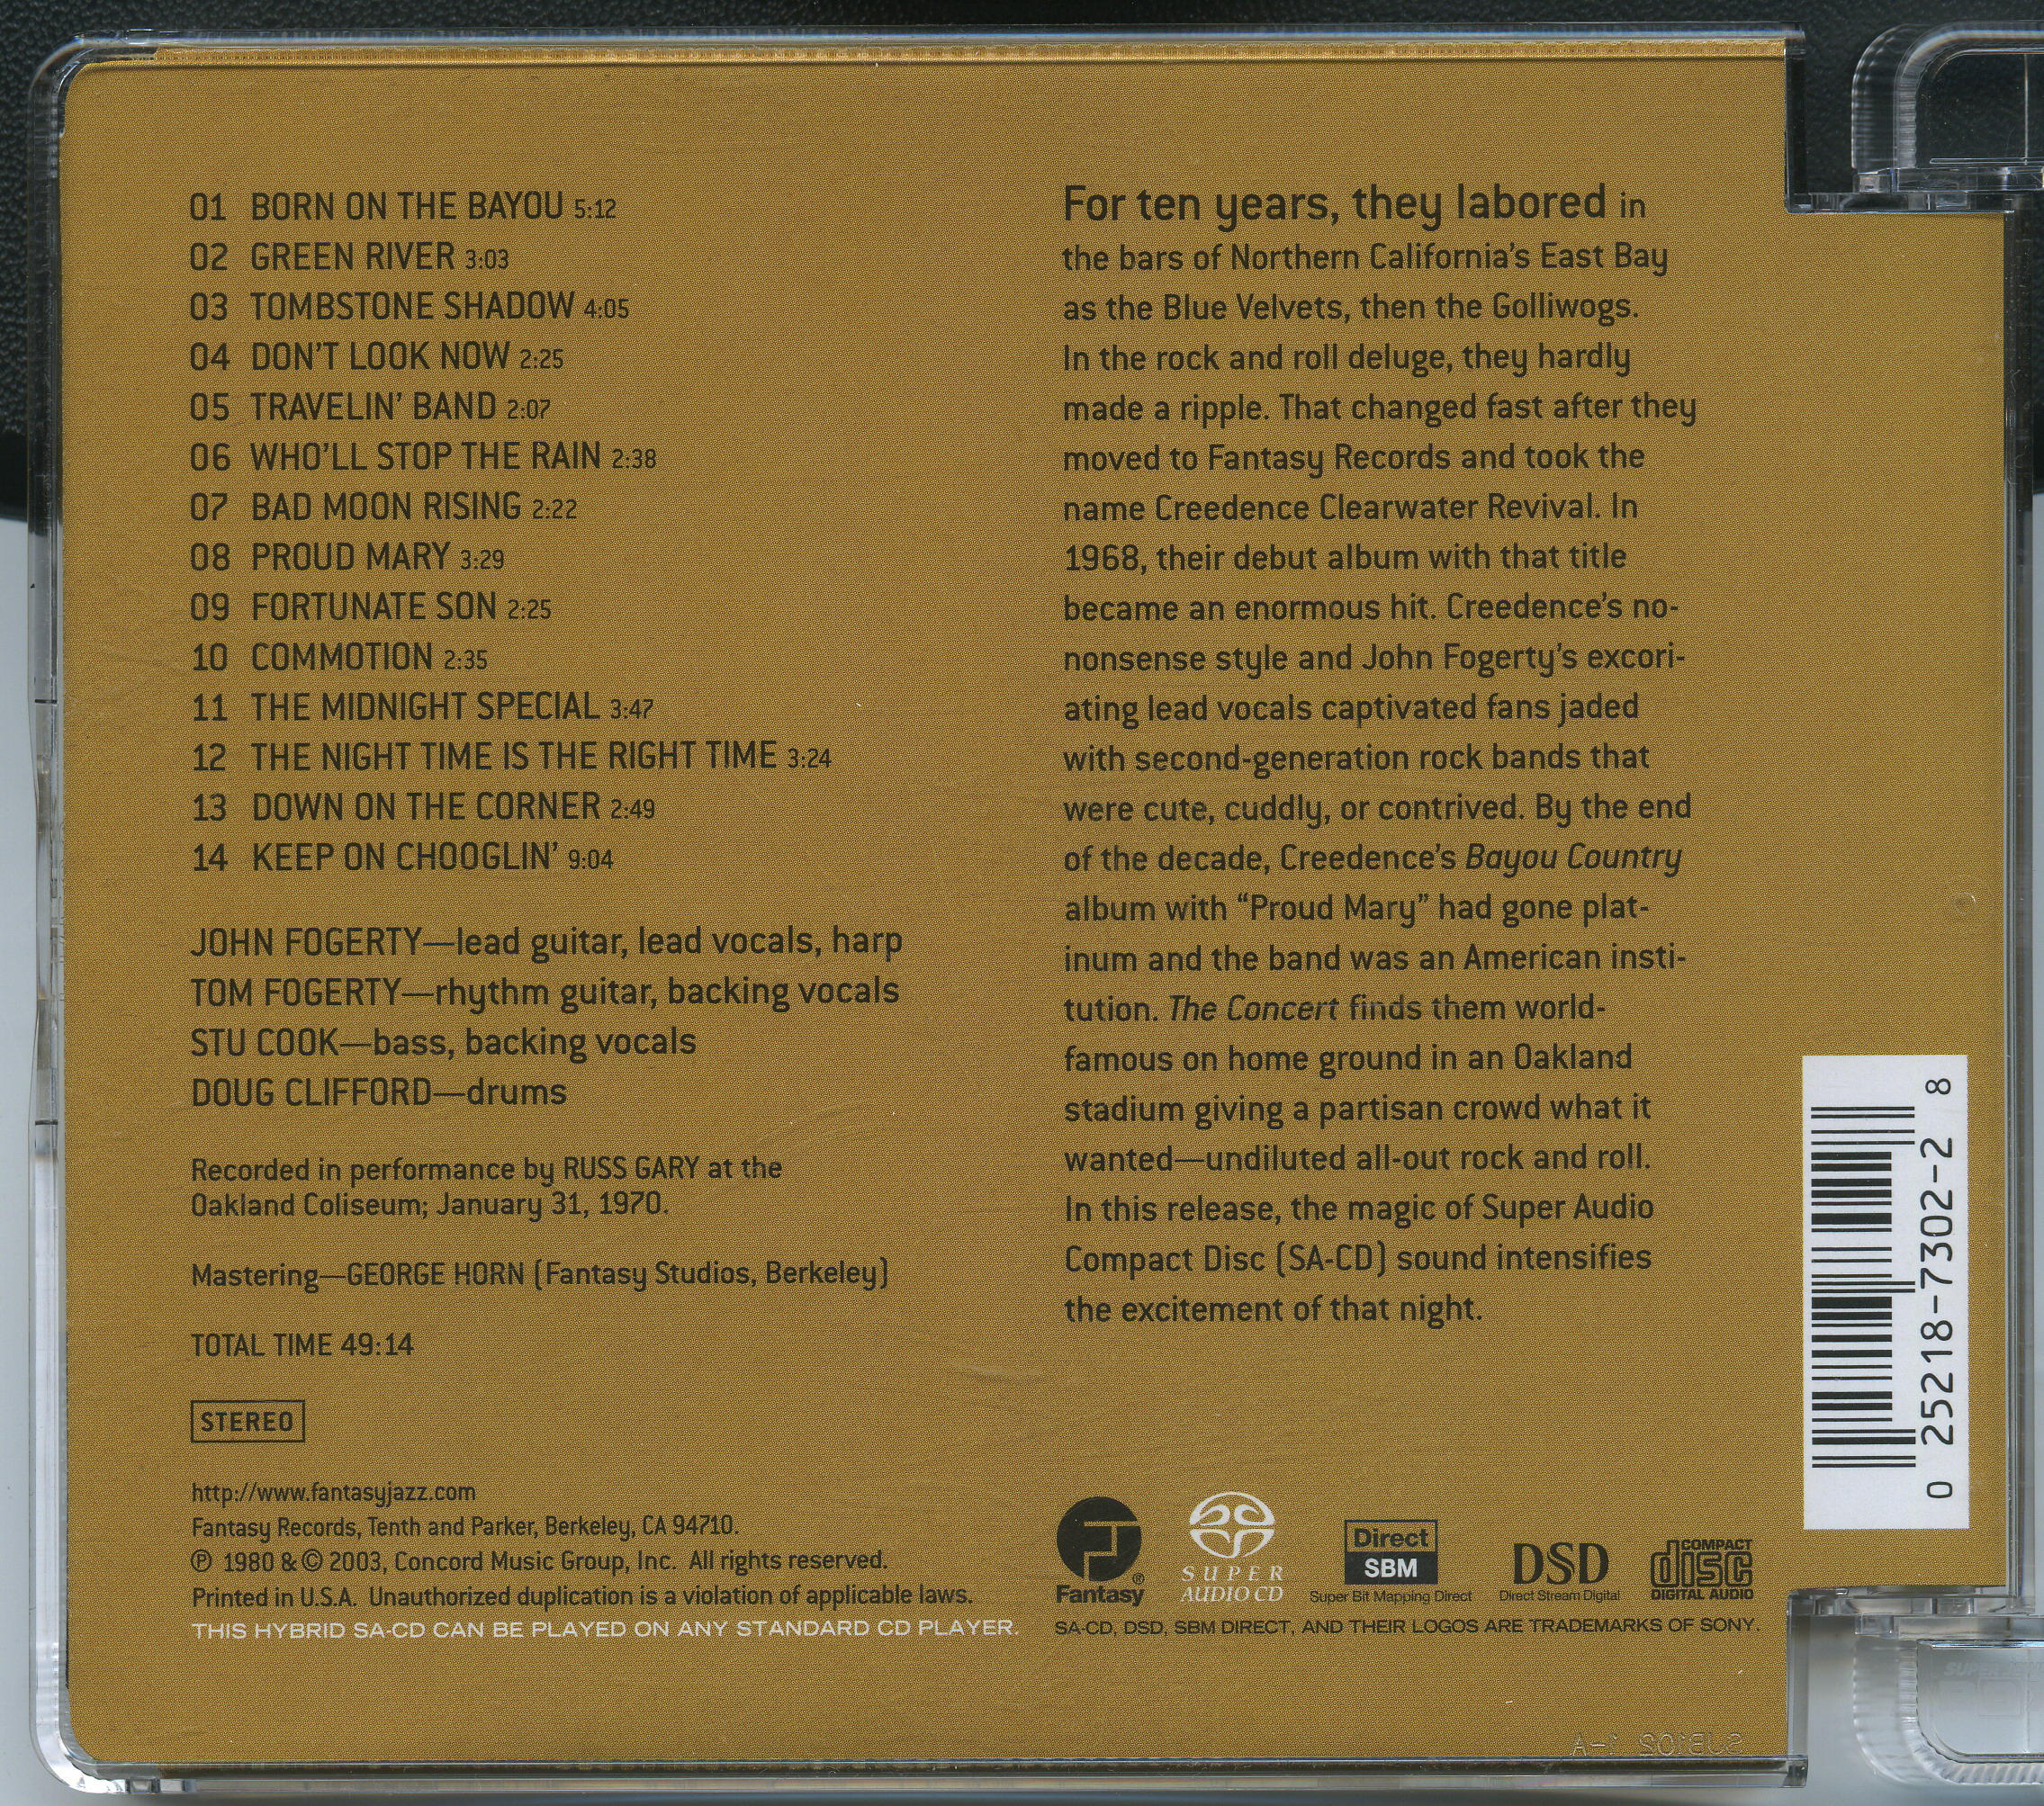 01 BORN ON THE BAYOU 5:12
02 GREEN RIVER 3:03
03 TOMBSTONE SHADOW 4:05
04 DON'T LOOK NOW 2:25
05 TRAVELIN' BAND 2:07
06 WHO'LL STOP THE RAIN 2:38
07 BAD MOON RISING 2:22
08 PROUD MARY 3:29
09 FORTUNATE SON 2:25
10 COMMOTION 2:35
11 THE MIDNIGHT SPECIAL 3:47
12 THE NIGHT TIME IS THE RIGHT TIME 3:24
13 DOWN ON THE CORNER 2:49
14 KEEP ON CHOOGLIN' 9:04
JOHN FOGERTY—lead guitar, lead vocals, harp
TOM FOGERTY—rhythm guitar, backing vocals
STU COOK—bass, backing vocals
DOUG CLIFFORD—drums
Recorded in performance by RUSS GARY at the
Oakland Coliseum; January 31, 1970.
Mastering—GEORGE HORN (Fantasy Studios, Berkeley)
TOTAL TIME 49:14
STEREO
http://www.fantasyjazz.com
Fantasy Records, Tenth and Parker, Berkeley, CA 94710.
℗ 1980 & © 2003, Concord Music Group, Inc. All rights reserved.
Printed in U.S.A. Unauthorized duplication is a violation of applicable laws.
THIS HYBRID SA-CD CAN BE PLAYED ON ANY STANDARD CD PLAYER.
For ten years, they labored in
the bars of Northern California's East Bay
as the Blue Velvets, then the Golliwogs.
In the rock and roll deluge, they hardly
made a ripple. That changed fast after they
moved to Fantasy Records and took the
name Creedence Clearwater Revival. In
1968, their debut album with that title
became an enormous hit. Creedence's no-
nonsense style and John Fogerty's excori-
ating lead vocals captivated fans jaded
with second-generation rock bands that
were cute, cuddly, or contrived. By the end
of the decade, Creedence's Bayou Country
album with “Proud Mary” had gone plat-
inum and the band was an American insti-
tution. The Concert finds them world-
famous on home ground in an Oakland
stadium giving a partisan crowd what it
wanted—undiluted all-out rock and roll.
In this release, the magic of Super Audio
Compact Disc (SA-CD) sound intensifies
the excitement of that night.
Fantasy®
SUPER
AUDIO CD
Direct
SBM
Super Bit Mapping Direct
DSD
Direct Stream Digital
COMPACT
disc
DIGITAL AUDIO
SA-CD, DSD, SBM DIRECT, AND THEIR LOGOS ARE TRADEMARKS OF SONY.
0 25218-7302-2 8